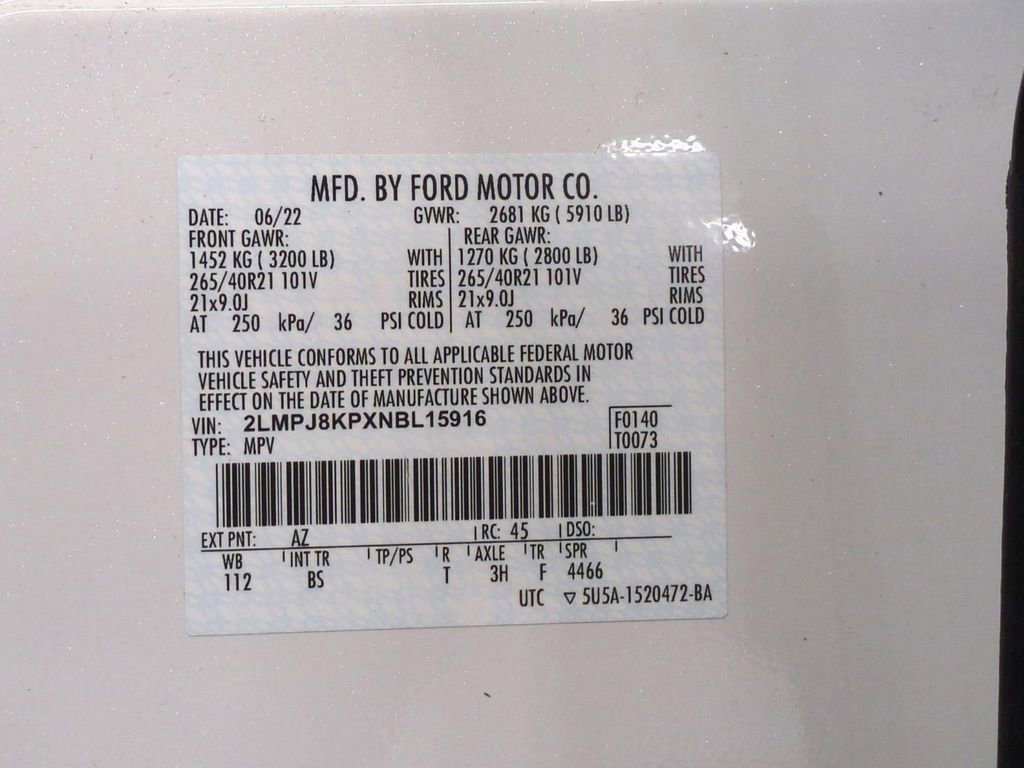 MFD. BY FORD MOTOR CO.
DATE: 06/22 GVWR: 2681 KG ( 5910 LB)
FRONT GAWR: REAR GAWR:
1452 KG ( 3200 LB) WITH 1270 KG ( 2800 LB) WITH
265/40R21 101V TIRES 265/40R21 101V TIRES
21x9.0J RIMS 21x9.0J RIMS
AT 250 kPa/ 36 PSI COLD AT 250 kPa/ 36 PSI COLD
THIS VEHICLE CONFORMS TO ALL APPLICABLE FEDERAL MOTOR
VEHICLE SAFETY AND THEFT PREVENTION STANDARDS IN
EFFECT ON THE DATE OF MANUFACTURE SHOWN ABOVE.
VIN: 2LMPJ8KPXNBL15916 F0140
TYPE: MPV T0073
EXT PNT: AZ RC: 45 DSO:
WB INT TR TP/PS R AXLE TR SPR
112 BS T 3H F 4466
UTC ▽ 5U5A-1520472-BA